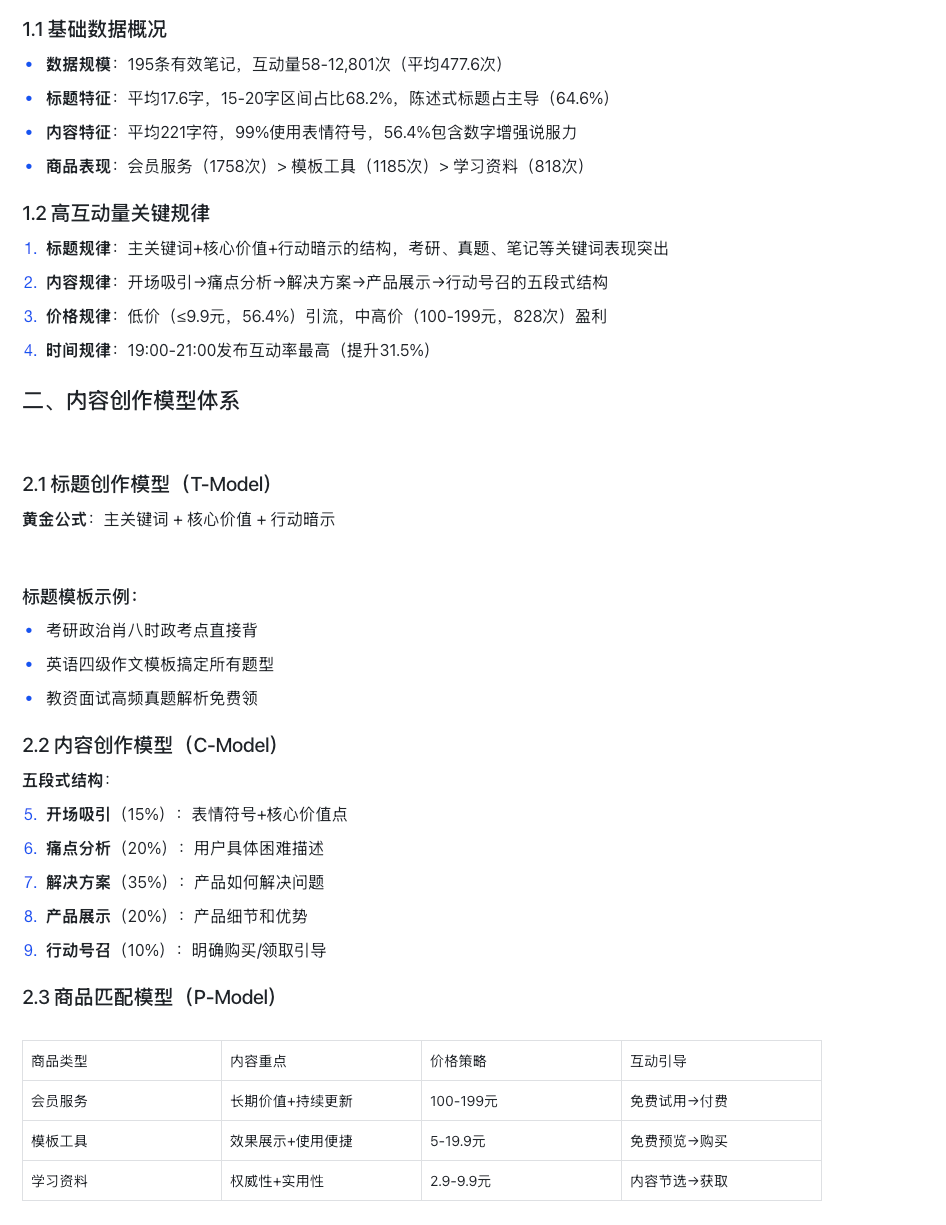 1.1 基础数据概况
• 数据规模：195条有效笔记，互动量58-12,801次（平均477.6次）
• 标题特征：平均17.6字，15-20字区间占比68.2%，陈述式标题占主导（64.6%）
• 内容特征：平均221字符，99%使用表情符号，56.4%包含数字增强说服力
• 商品表现：会员服务（1758次）> 模板工具（1185次）> 学习资料（818次）
1.2 高互动量关键规律
1. 标题规律：主关键词+核心价值+行动暗示的结构，考研、真题、笔记等关键词表现突出
2. 内容规律：开场吸引→痛点分析→解决方案→产品展示→行动号召的五段式结构
3. 价格规律：低价（≤9.9元，56.4%）引流，中高价（100-199元，828次）盈利
4. 时间规律：19:00-21:00发布互动率最高（提升31.5%）
二、内容创作模型体系
2.1 标题创作模型（T-Model）
黄金公式：主关键词 + 核心价值 + 行动暗示
标题模板示例：
• 考研政治肖八时政考点直接背
• 英语四级作文模板搞定所有题型
• 教资面试高频真题解析免费领
2.2 内容创作模型（C-Model）
五段式结构：
5. 开场吸引（15%）：表情符号+核心价值点
6. 痛点分析（20%）：用户具体困难描述
7. 解决方案（35%）：产品如何解决问题
8. 产品展示（20%）：产品细节和优势
9. 行动号召（10%）：明确购买/领取引导
2.3 商品匹配模型（P-Model）
商品类型 内容重点 价格策略 互动引导
会员服务 长期价值+持续更新 100-199元 免费试用→付费
模板工具 效果展示+使用便捷 5-19.9元 免费预览→购买
学习资料 权威性+实用性 2.9-9.9元 内容节选→获取